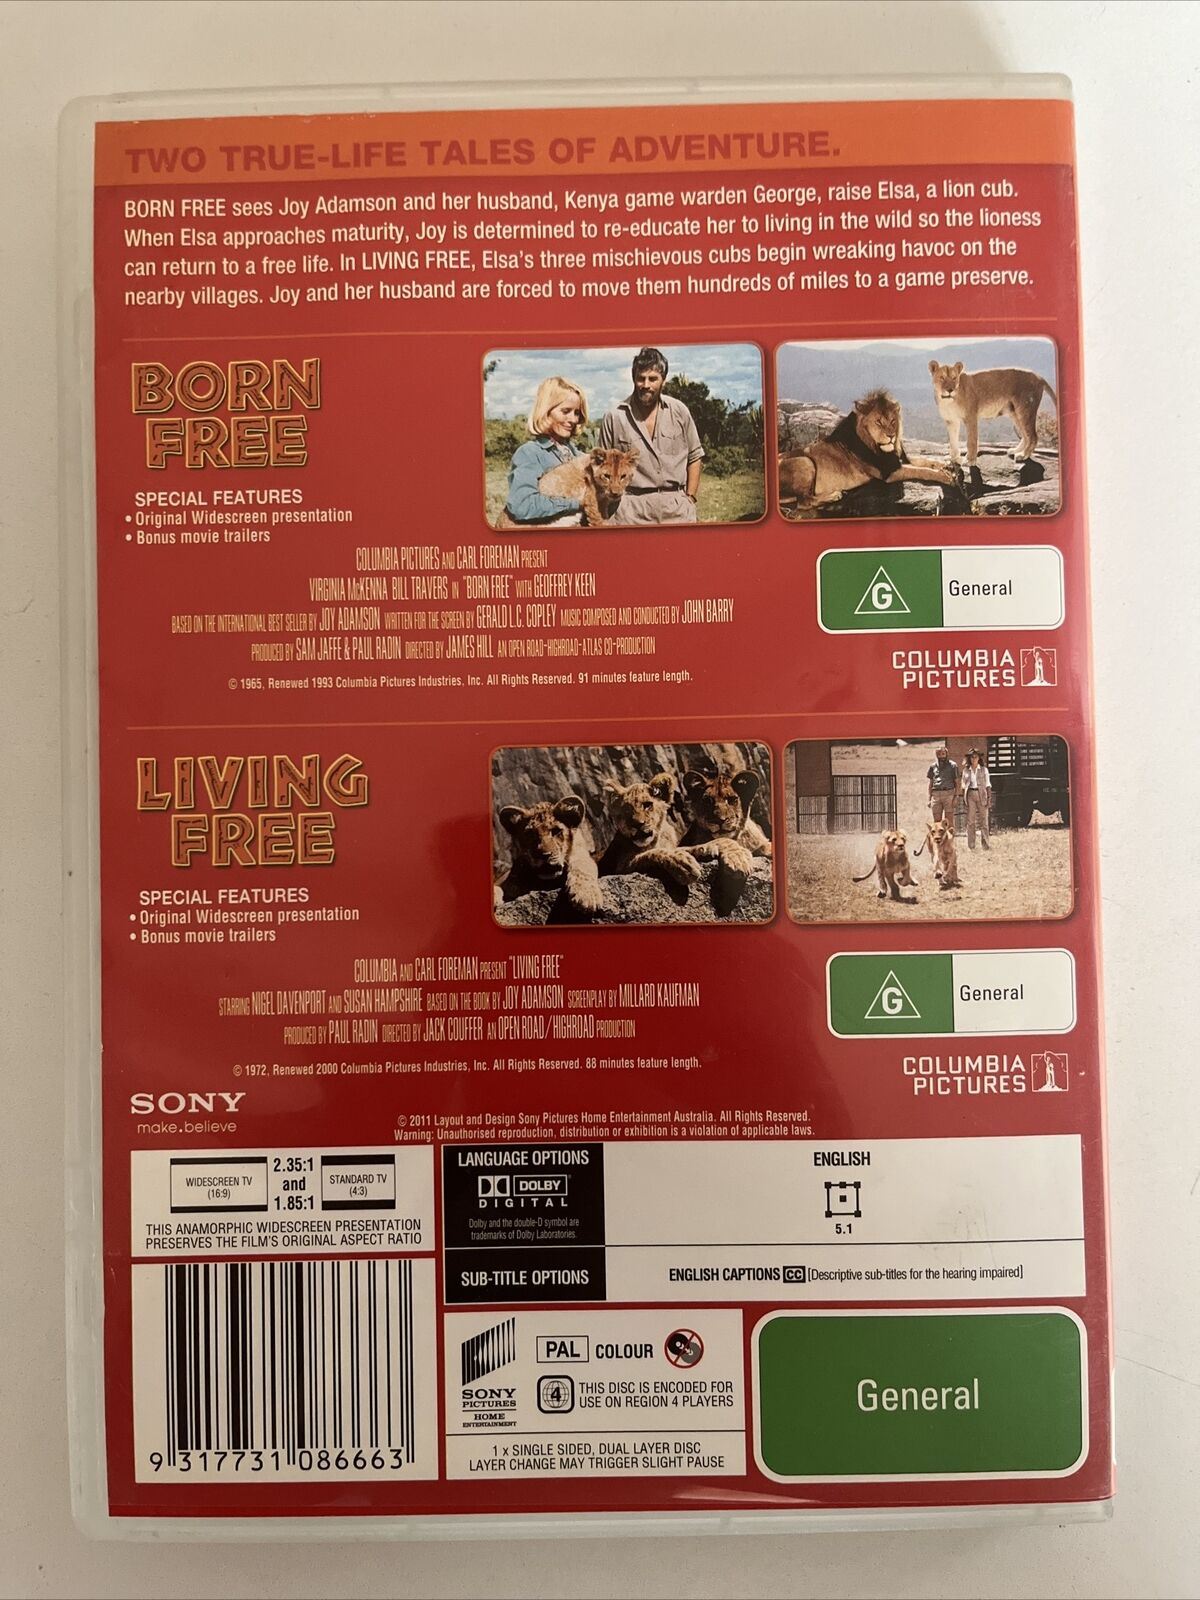 TWO TRUE-LIFE TALES OF ADVENTURE.
BORN FREE sees Joy Adamson and her husband, Kenya game warden George, raise Elsa, a lion cub.
When Elsa approaches maturity, Joy is determined to re-educate her to living in the wild so the lioness
can return to a free life. In LIVING FREE, Elsa's three mischievous cubs begin wreaking havoc on the
nearby villages. Joy and her husband are forced to move them hundreds of miles to a game preserve.
BORN
FREE
SPECIAL FEATURES
• Original Widescreen presentation
• Bonus movie trailers
COLUMBIA PICTURES AND CARL FOREMAN PRESENT
VIRGINIA McKENNA BILL TRAVERS IN "BORN FREE" WITH GEOFFREY KEEN
BASED ON THE INTERNATIONAL BEST SELLER BY JOY ADAMSON WRITTEN FOR THE SCREEN BY GERALD L.C. COPLEY MUSIC COMPOSED AND CONDUCTED BY JOHN BARRY
PRODUCED BY SAM JAFFE & PAUL RADIN DIRECTED BY JAMES HILL AN OPEN ROAD-HIGHROAD-ATLAS CO-PRODUCTION
© 1965, Renewed 1993 Columbia Pictures Industries, Inc. All Rights Reserved. 91 minutes feature length.
G General
COLUMBIA
PICTURES
LIVING
FREE
SPECIAL FEATURES
• Original Widescreen presentation
• Bonus movie trailers
COLUMBIA AND CARL FOREMAN PRESENT "LIVING FREE"
STARRING NIGEL DAVENPORT AND SUSAN HAMPSHIRE BASED ON THE BOOK BY JOY ADAMSON SCREENPLAY BY MILLARD KAUFMAN
PRODUCED BY PAUL RADIN DIRECTED BY JACK COUFFER AN OPEN ROAD/HIGHROAD PRODUCTION
© 1972, Renewed 2000 Columbia Pictures Industries, Inc. All Rights Reserved. 88 minutes feature length.
G General
COLUMBIA
PICTURES
SONY
make.believe
© 2011 Layout and Design Sony Pictures Home Entertainment Australia. All Rights Reserved.
Warning: Unauthorised reproduction, distribution or exhibition is a violation of applicable laws.
WIDESCREEN TV
(16:9)
2.35:1
and
1.85:1
STANDARD TV
(4:3)
THIS ANAMORPHIC WIDESCREEN PRESENTATION
PRESERVES THE FILM'S ORIGINAL ASPECT RATIO
LANGUAGE OPTIONS
DOLBY
DIGITAL
Dolby and the double-D symbol are
trademarks of Dolby Laboratories.
ENGLISH
5.1
SUB-TITLE OPTIONS
ENGLISH CAPTIONS CC [Descriptive sub-titles for the hearing impaired]
9 317731 086663
SONY
PICTURES
HOME
ENTERTAINMENT
PAL COLOUR
4
THIS DISC IS ENCODED FOR
USE ON REGION 4 PLAYERS
1 x SINGLE SIDED, DUAL LAYER DISC
LAYER CHANGE MAY TRIGGER SLIGHT PAUSE
General